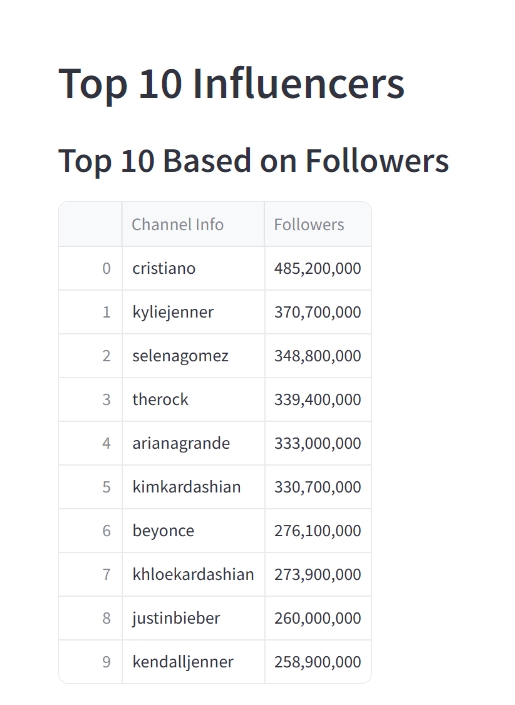 Top 10 Influencers
Top 10 Based on Followers
Channel Info Followers
0 cristiano 485,200,000
1 kyliejenner 370,700,000
2 selenagomez 348,800,000
3 therock 339,400,000
4 arianagrande 333,000,000
5 kimkardashian 330,700,000
6 beyonce 276,100,000
7 khloekardashian 273,900,000
8 justinbieber 260,000,000
9 kendalljenner 258,900,000